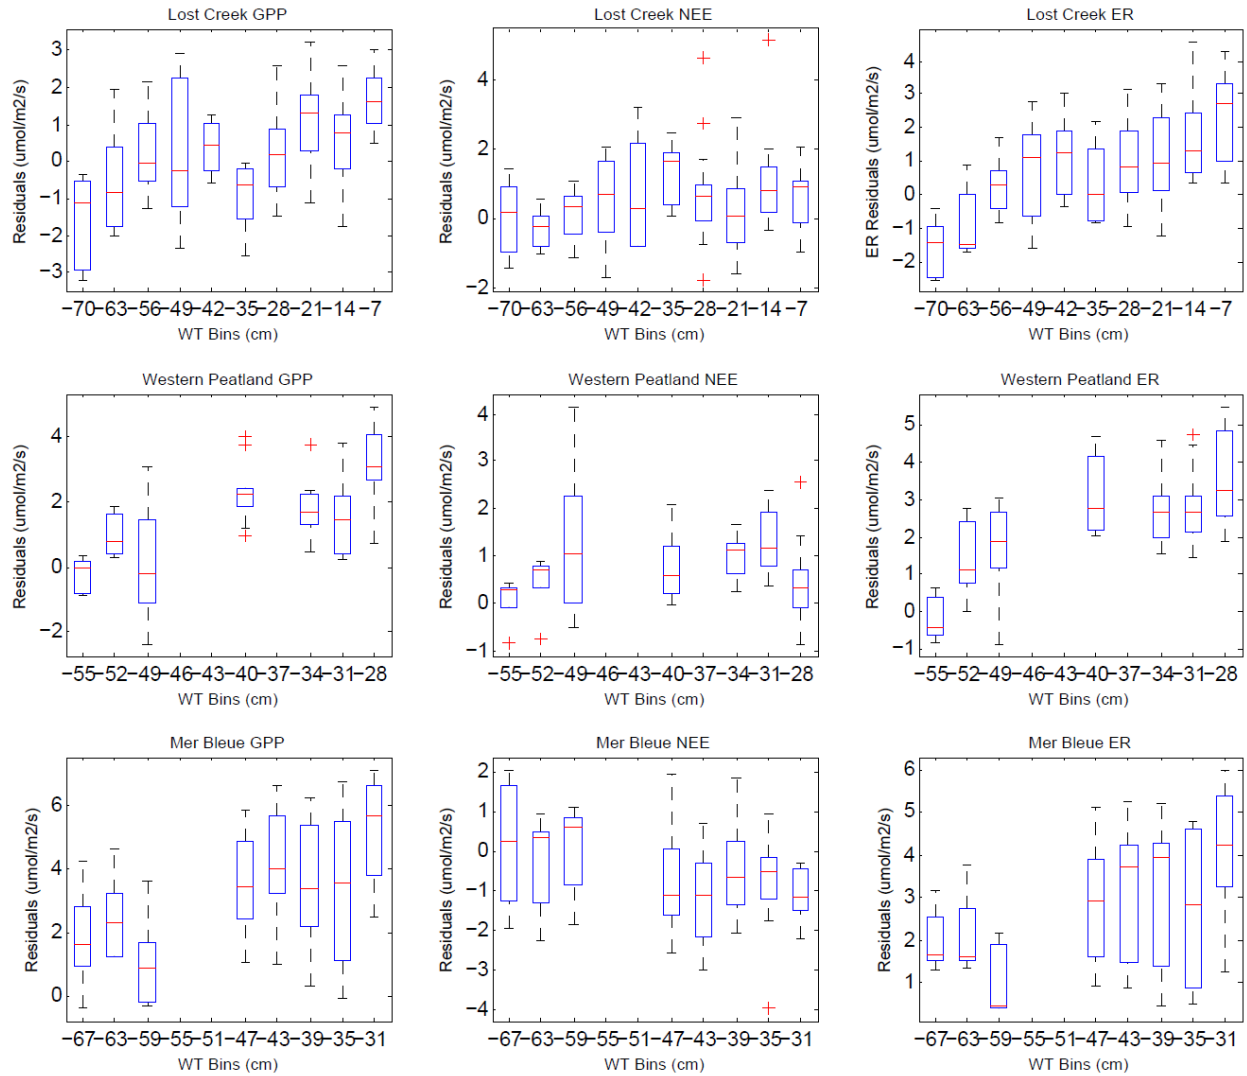 Lost Creek GPP
Lost Creek NEE
Lost Creek ER
Residuals (umol/m2/s)
3
2
1
0
−1
−2
−3
−70 −63 −56 −49 −42 −35 −28 −21 −14 −7
WT Bins (cm)
Residuals (umol/m2/s)
4
2
0
−2
−70 −63 −56 −49 −42 −35 −28 −21 −14 −7
WT Bins (cm)
ER Residuals (umol/m2/s)
4
3
2
1
0
−1
−2
−70 −63 −56 −49 −42 −35 −28 −21 −14 −7
WT Bins (cm)
Western Peatland GPP
Western Peatland NEE
Western Peatland ER
Residuals (umol/m2/s)
4
2
0
−2
−55 −52 −49 −46 −43 −40 −37 −34 −31 −28
WT Bins (cm)
Residuals (umol/m2/s)
4
3
2
1
0
−1
−55 −52 −49 −46 −43 −40 −37 −34 −31 −28
WT Bins (cm)
Residuals (umol/m2/s)
5
4
3
2
1
0
−1
−55 −52 −49 −46 −43 −40 −37 −34 −31 −28
WT Bins (cm)
Mer Bleue GPP
Mer Bleue NEE
Mer Bleue ER
Residuals (umol/m2/s)
6
4
2
0
−67 −63 −59 −55 −51 −47 −43 −39 −35 −31
WT Bins (cm)
Residuals (umol/m2/s)
2
1
0
−1
−2
−3
−4
−67 −63 −59 −55 −51 −47 −43 −39 −35 −31
WT Bins (cm)
Residuals (umol/m2/s)
6
5
4
3
2
1
−67 −63 −59 −55 −51 −47 −43 −39 −35 −31
WT Bins (cm)